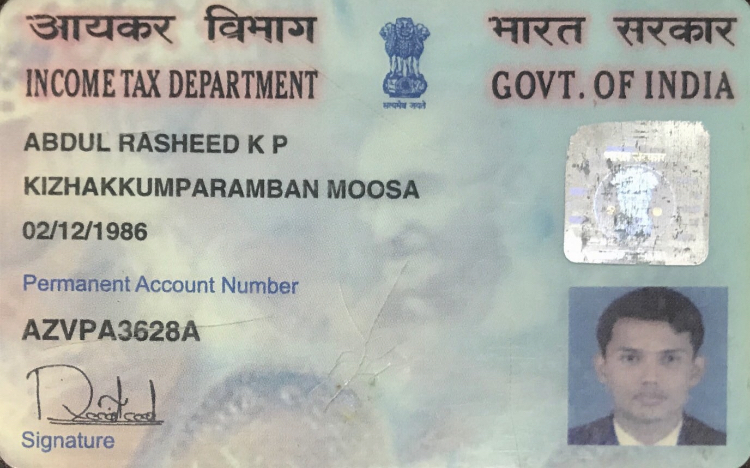 आयकर विभाग
INCOME TAX DEPARTMENT
सत्यमेव जयते
भारत सरकार
GOVT. OF INDIA
ABDUL RASHEED K P
KIZHAKKUMPARAMBAN MOOSA
02/12/1986
Permanent Account Number
AZVPA3628A
Signature